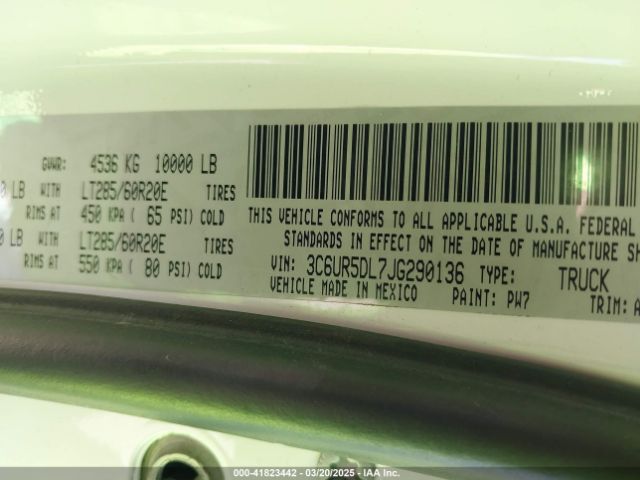 GVWR: 4536 KG 10000 LB
0 LB WITH LT285/60R20E TIRES
RIMS AT 450 KPA ( 65 PSI) COLD
0 LB WITH LT285/60R20E TIRES
RIMS AT 550 KPA ( 80 PSI) COLD
THIS VEHICLE CONFORMS TO ALL APPLICABLE U.S.A. FEDERAL
STANDARDS IN EFFECT ON THE DATE OF MANUFACTURE SH
VIN: 3C6UR5DL7JG290136 TYPE: TRUCK
VEHICLE MADE IN MEXICO PAINT: PW7 TRIM: A
000-41823442 - 03/20/2025 - IAA Inc.